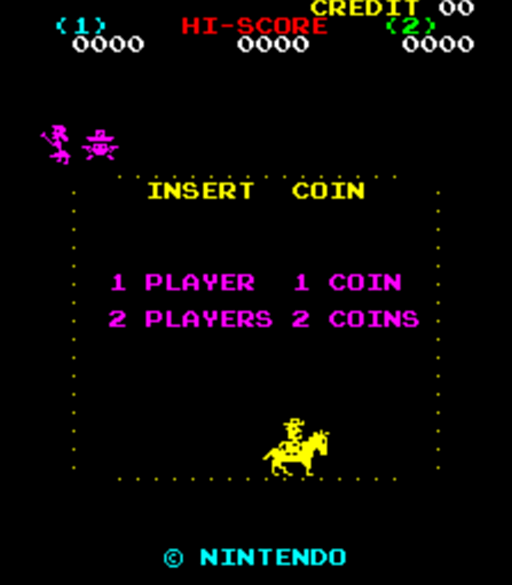 CREDIT 00
(1) HI-SCORE (2)
0000 0000 0000
INSERT COIN
1 PLAYER 1 COIN
2 PLAYERS 2 COINS
© NINTENDO